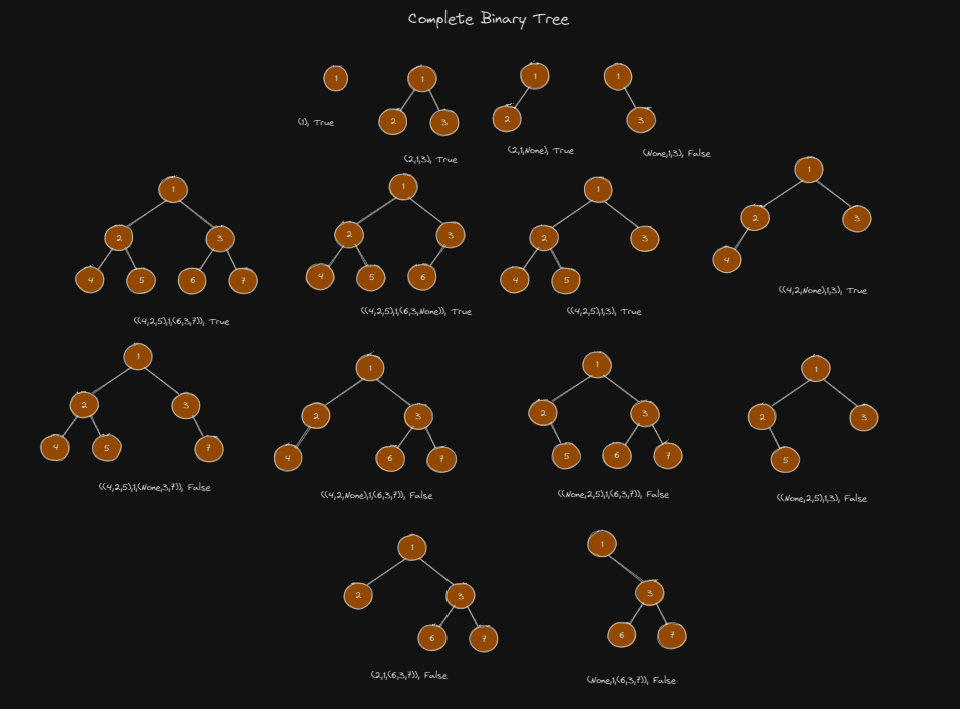 Complete Binary Tree
1
1
2 3
1
2
1
3
(1), True
(2,1,3), True
(2,1,None), True
(None,1,3), False
1
2 3
4 5 6 7
((4,2,5),1,(6,3,7)), True
1
2 3
4 5 6
((4,2,5),1,(6,3,None)), True
1
2 3
4 5
((4,2,5),1,3), True
1
2 3
4
((4,2,None),1,3), True
1
2 3
4 5 7
((4,2,5),1,(None,3,7)), False
1
2 3
4 6 7
((4,2,None),1,(6,3,7)), False
1
2 3
5 6 7
((None,2,5),1,(6,3,7)), False
1
2 3
5
((None,2,5),1,3), False
1
2 3
6 7
(2,1,(6,3,7)), False
1
3
6 7
(None,1,(6,3,7)), False